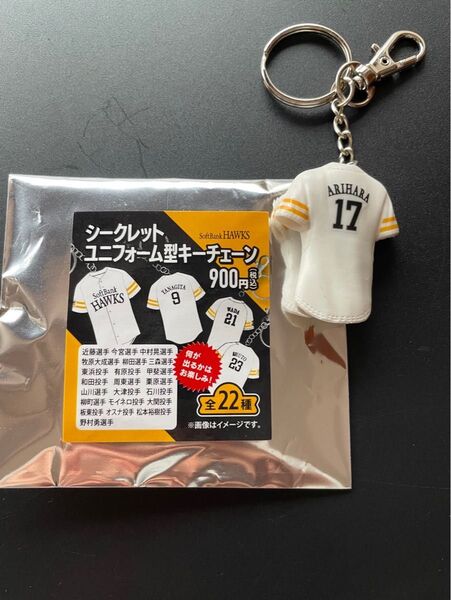 ARIHARA
17
シークレット
SoftBank HAWKS
ユニフォーム型キーチェーン
900円(税込)
SoftBank
HAWKS
YANAGITA
9
WADA
21
23
近藤選手 今宮選手 中村晃選手
牧原大成選手 柳田選手 三森選手
東浜投手 有原投手 甲斐選手
和田投手 周東選手 栗原選手
山川選手 大津投手 石川投手
柳町選手 モイネロ投手 大関投手
板東投手 オスナ投手 松本裕樹投手
野村勇選手
何が
出るかは
お楽しみ!
全22種
※画像はイメージです。